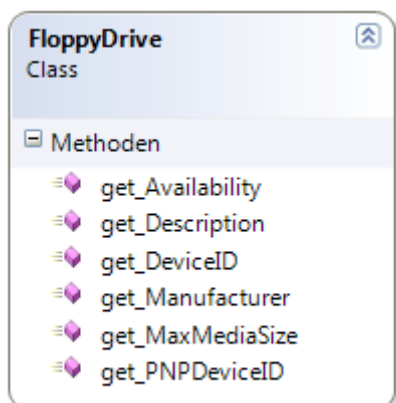 FloppyDrive
Class
Methoden
get_Availability
get_Description
get_DeviceID
get_Manufacturer
get_MaxMediaSize
get_PNPDeviceID